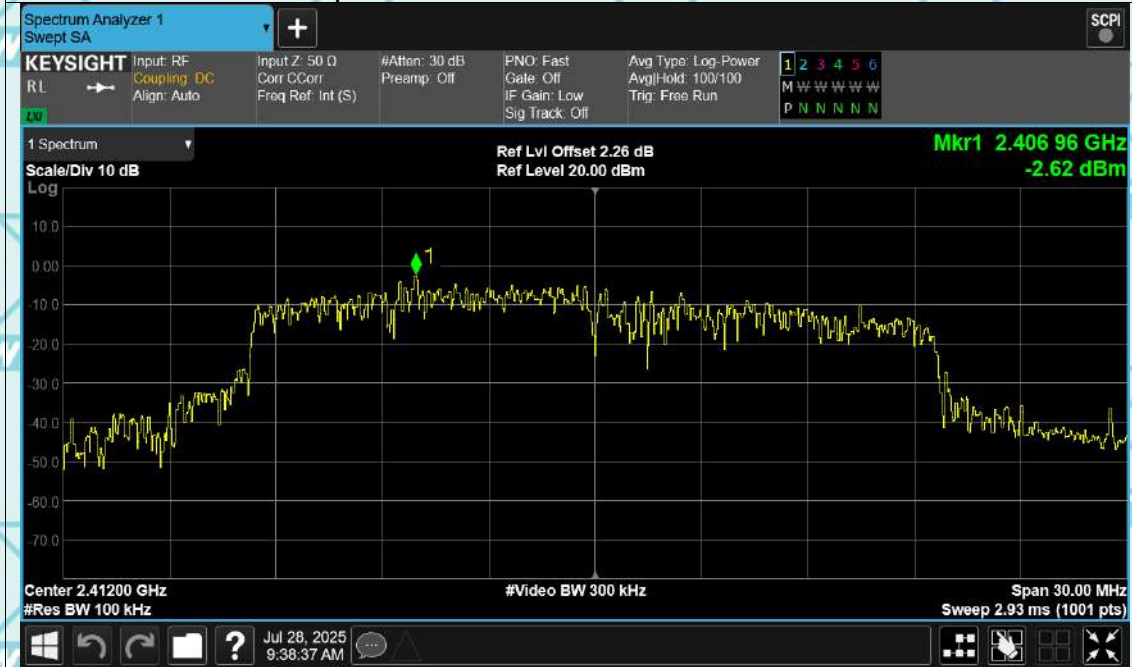 Spectrum Analyzer 1
Swept SA
+
SCPI
KEYSIGHT
RL
LXI
Input: RF
Coupling: DC
Align: Auto
Input Z: 50 Ω
Corr CCorr
Freq Ref: Int (S)
#Atten: 30 dB
Preamp: Off
PNO: Fast
Gate: Off
IF Gain: Low
Sig Track: Off
Avg Type: Log-Power
Avg|Hold: 100/100
Trig: Free Run
1 2 3 4 5 6
M W W W W W
P N N N N N
1 Spectrum
Scale/Div 10 dB
Log
Ref Lvl Offset 2.26 dB
Ref Level 20.00 dBm
Mkr1 2.406 96 GHz
-2.62 dBm
1
10.0
0.00
-10.0
-20.0
-30.0
-40.0
-50.0
-60.0
-70.0
Center 2.41200 GHz
#Res BW 100 kHz
#Video BW 300 kHz
Span 30.00 MHz
Sweep 2.93 ms (1001 pts)
?
Jul 28, 2025
9:38:37 AM